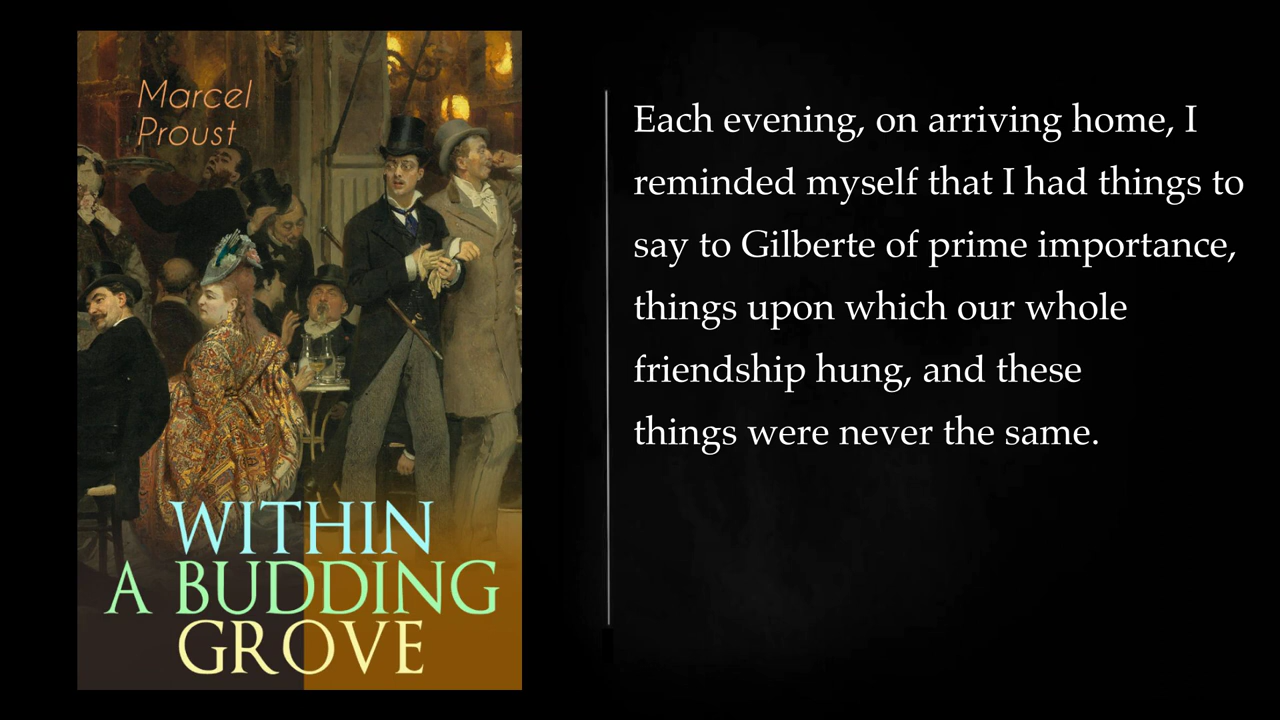 Marcel
Proust
WITHIN
A BUDDING
GROVE
Each evening, on arriving home, I
reminded myself that I had things to
say to Gilberte of prime importance,
things upon which our whole
friendship hung, and these
things were never the same.